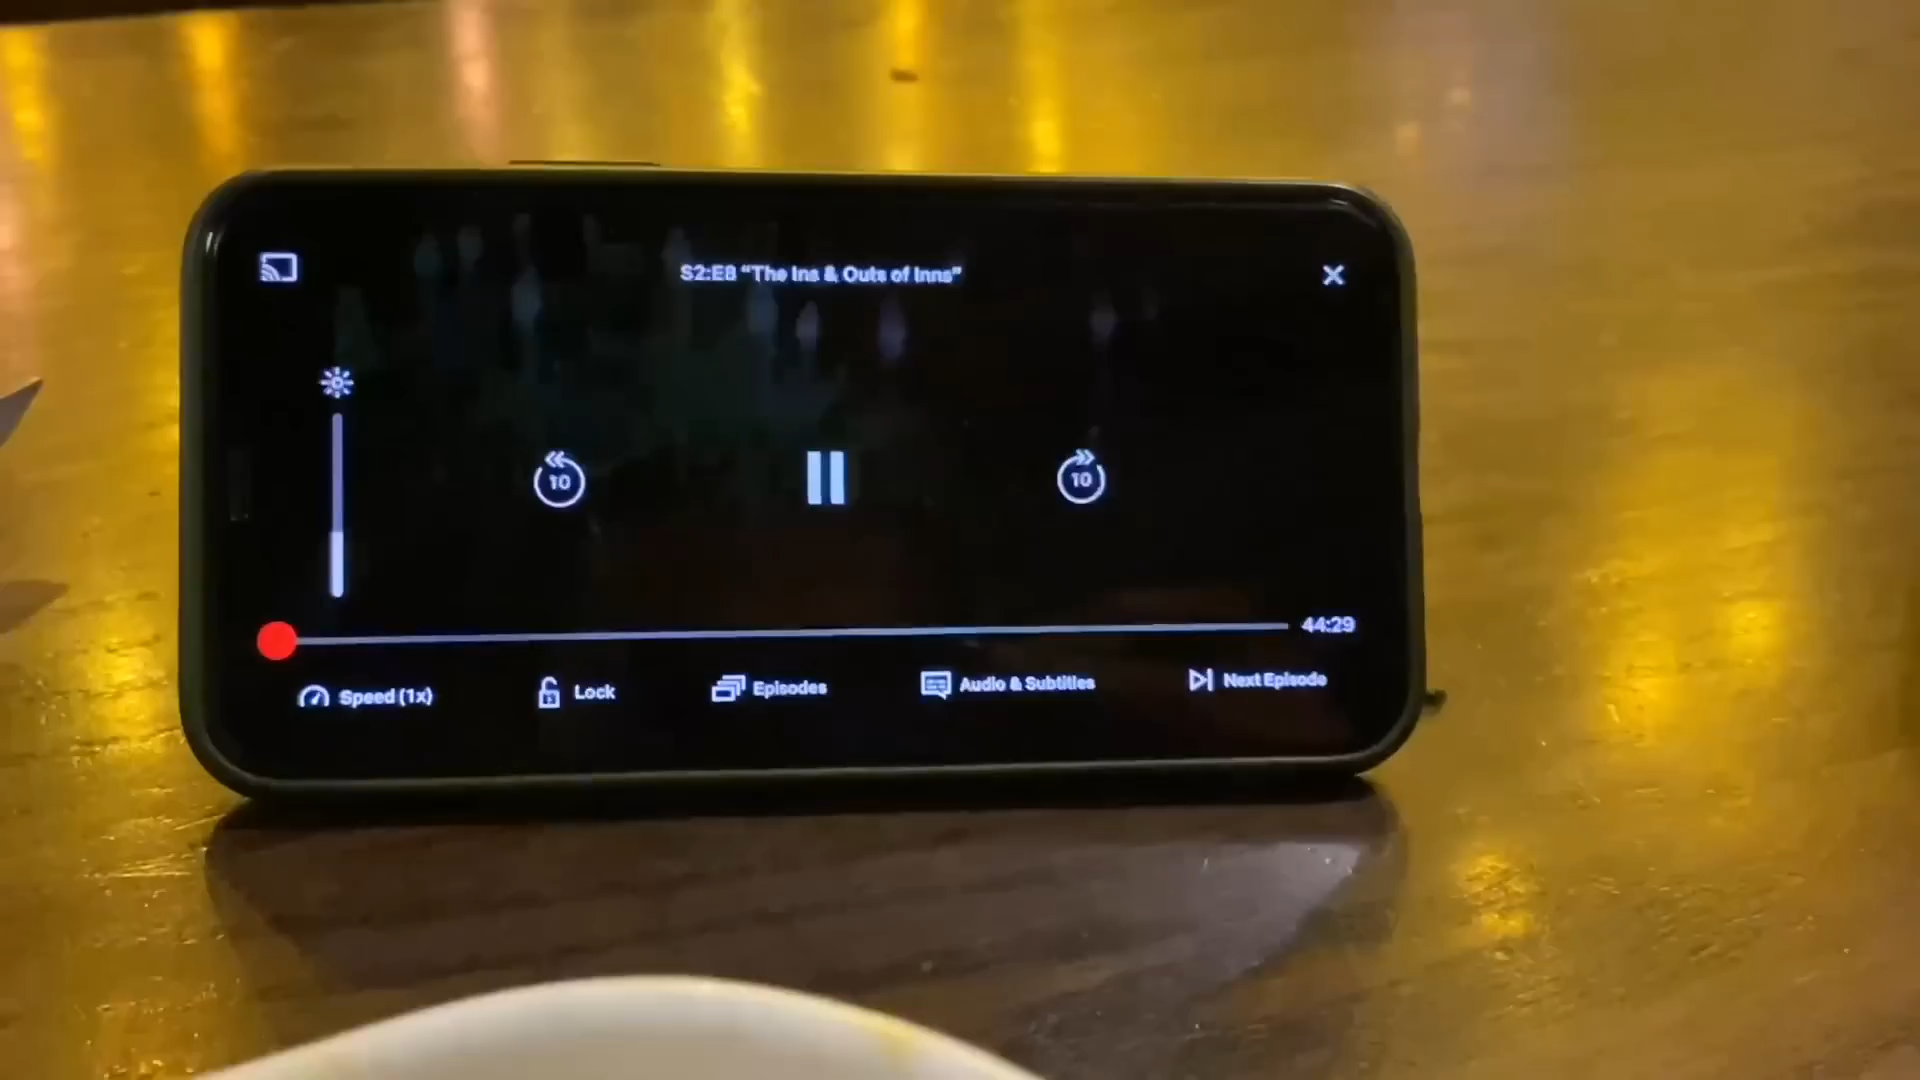 S2:E8 “The Ins & Outs of Inns”
10
10
44:29
Speed (1x)
Lock
Episodes
Audio & Subtitles
Next Episode